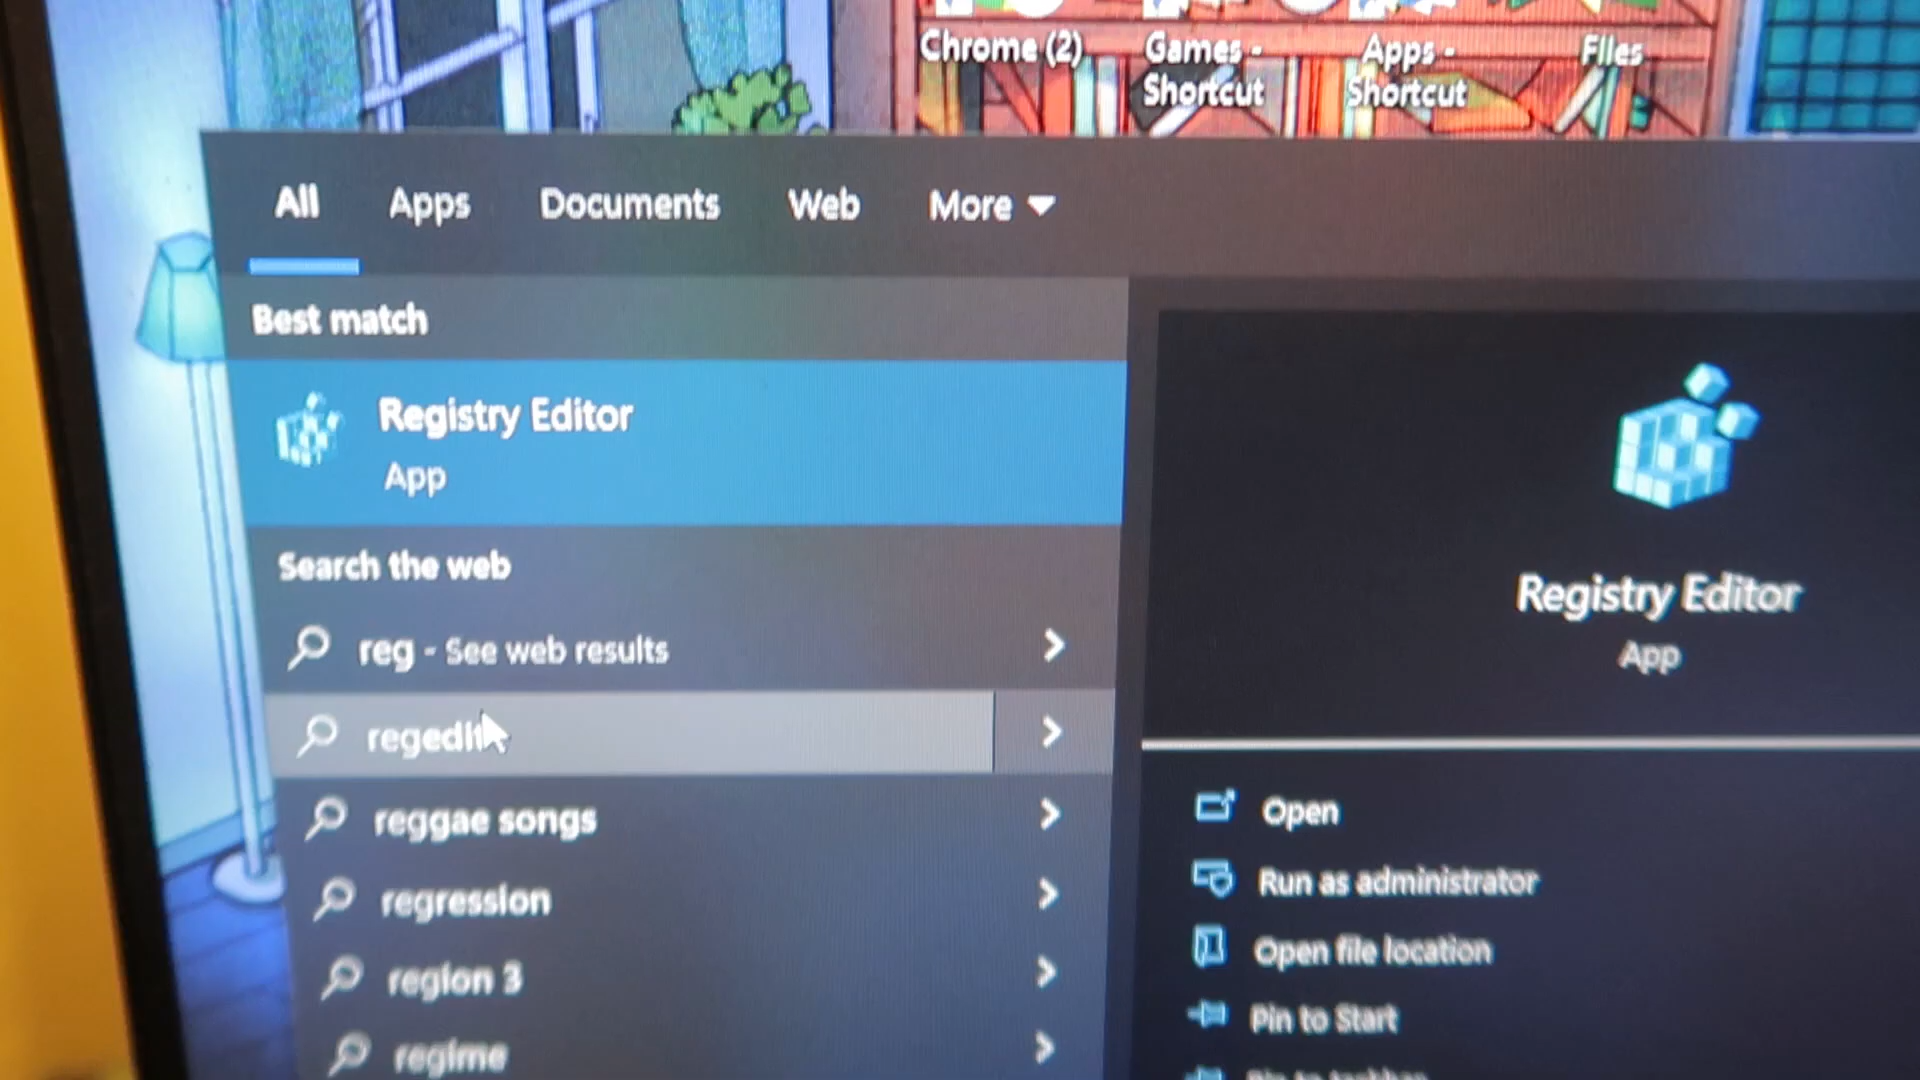 Chrome (2)
Games - Shortcut
Apps - Shortcut
Files
All
Apps
Documents
Web
More
Best match
Registry Editor
App
Search the web
reg - See web results
regedit
reggae songs
regression
region 3
regime
Registry Editor
App
Open
Run as administrator
Open file location
Pin to Start